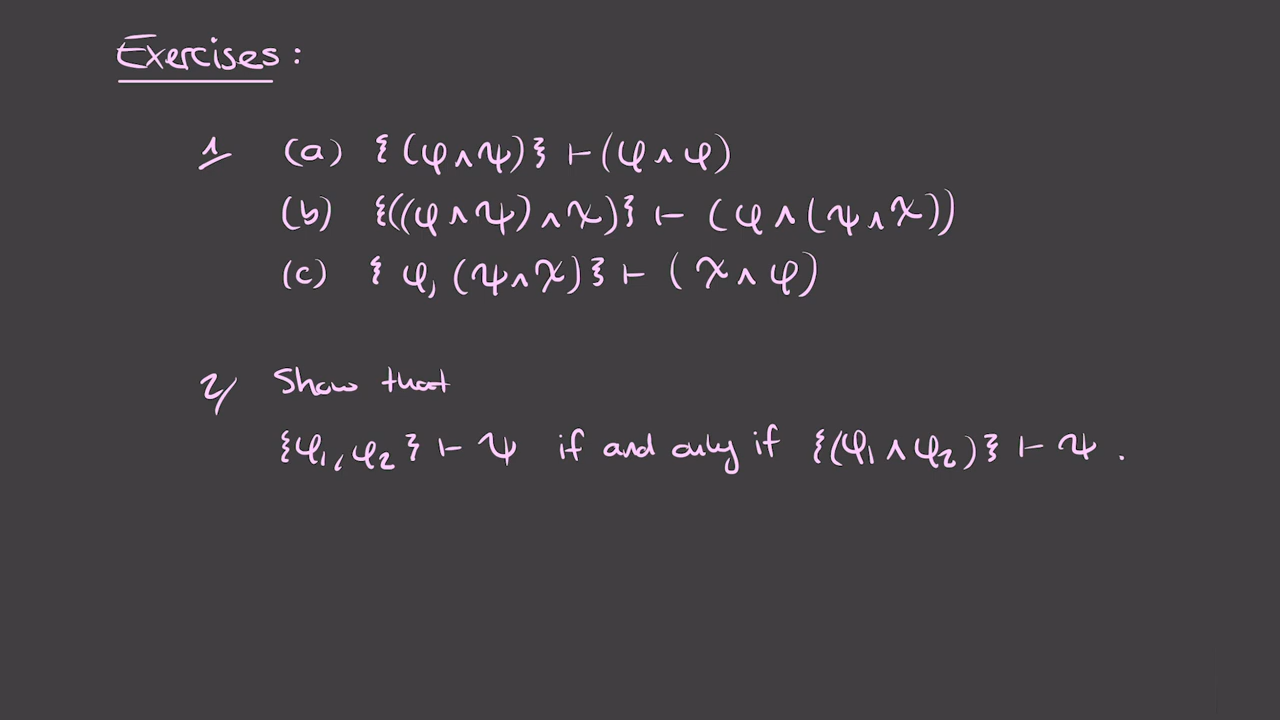 Exercises:
1 (a) {(φ∧ψ)} ⊢ (φ∧φ)
(b) {((φ∧ψ)∧χ)} ⊢ (φ∧(ψ∧χ))
(c) {φ, (ψ∧χ)} ⊢ (χ∧φ)
2 Show that
{φ₁, φ₂} ⊢ ψ if and only if {(φ₁∧φ₂)} ⊢ ψ.